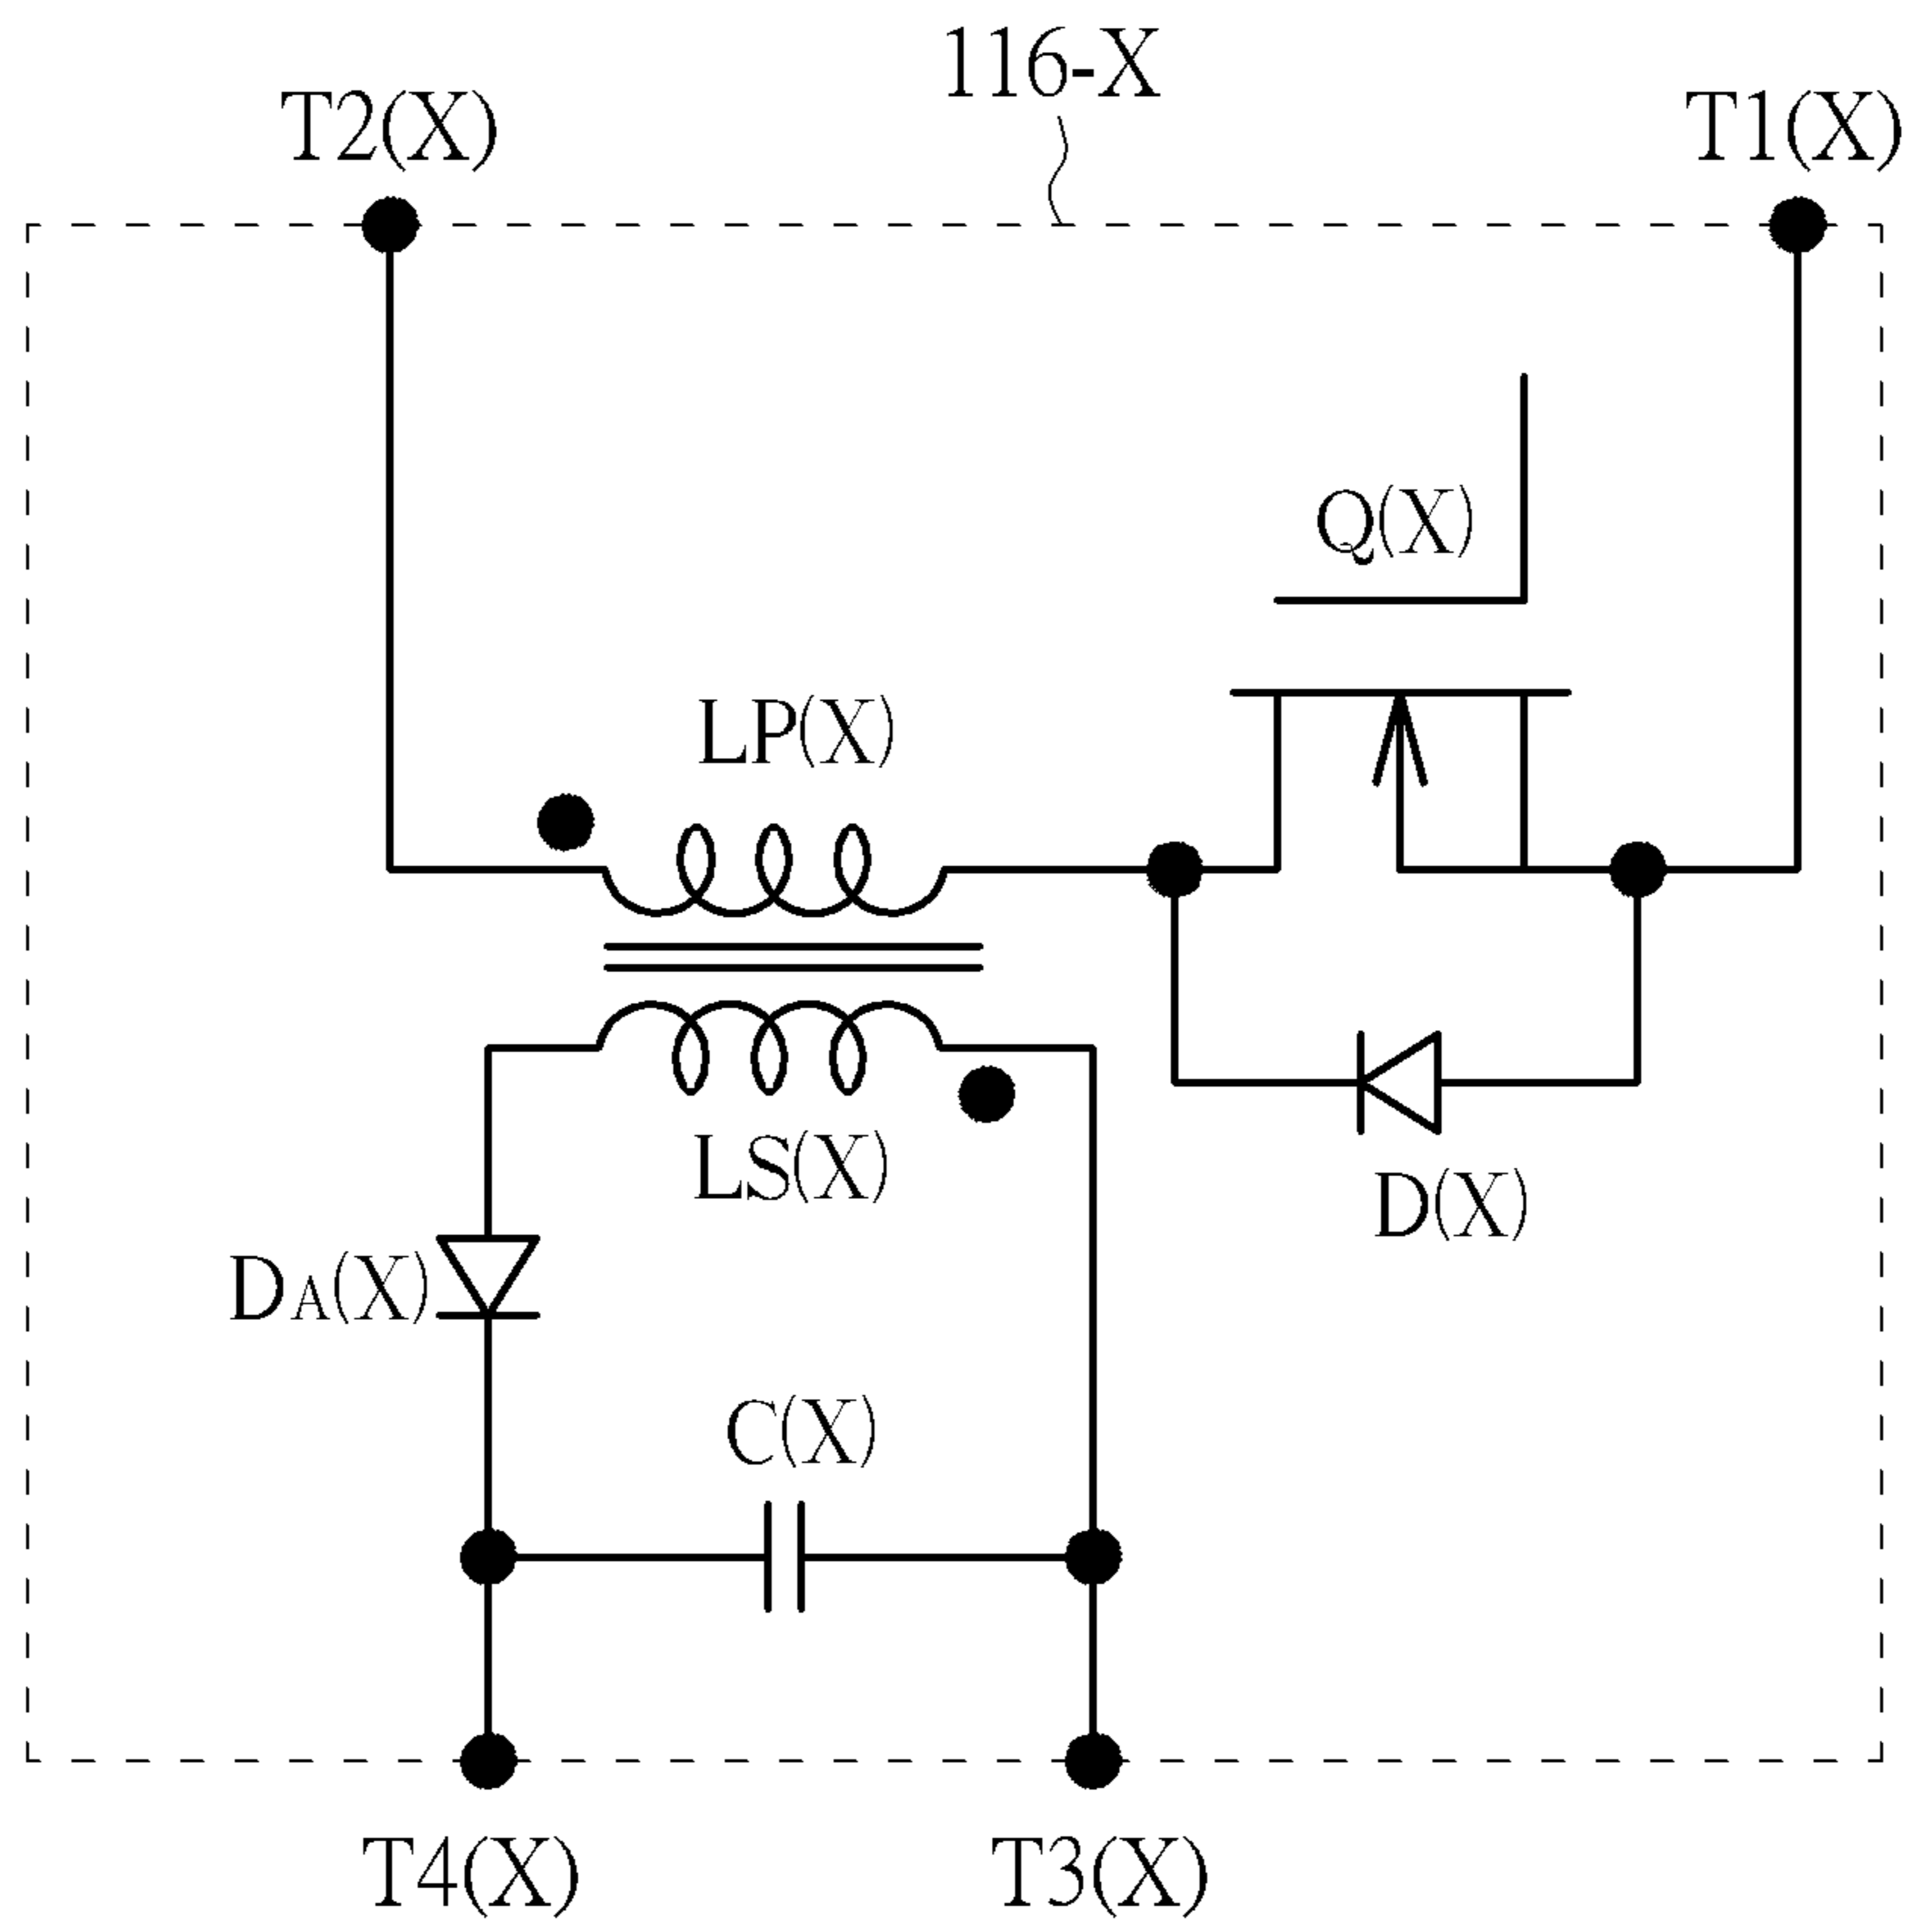 116-X
T2(X)
T1(X)
Q(X)
LP(X)
LS(X)
D(X)
DA(X)
C(X)
T4(X)
T3(X)